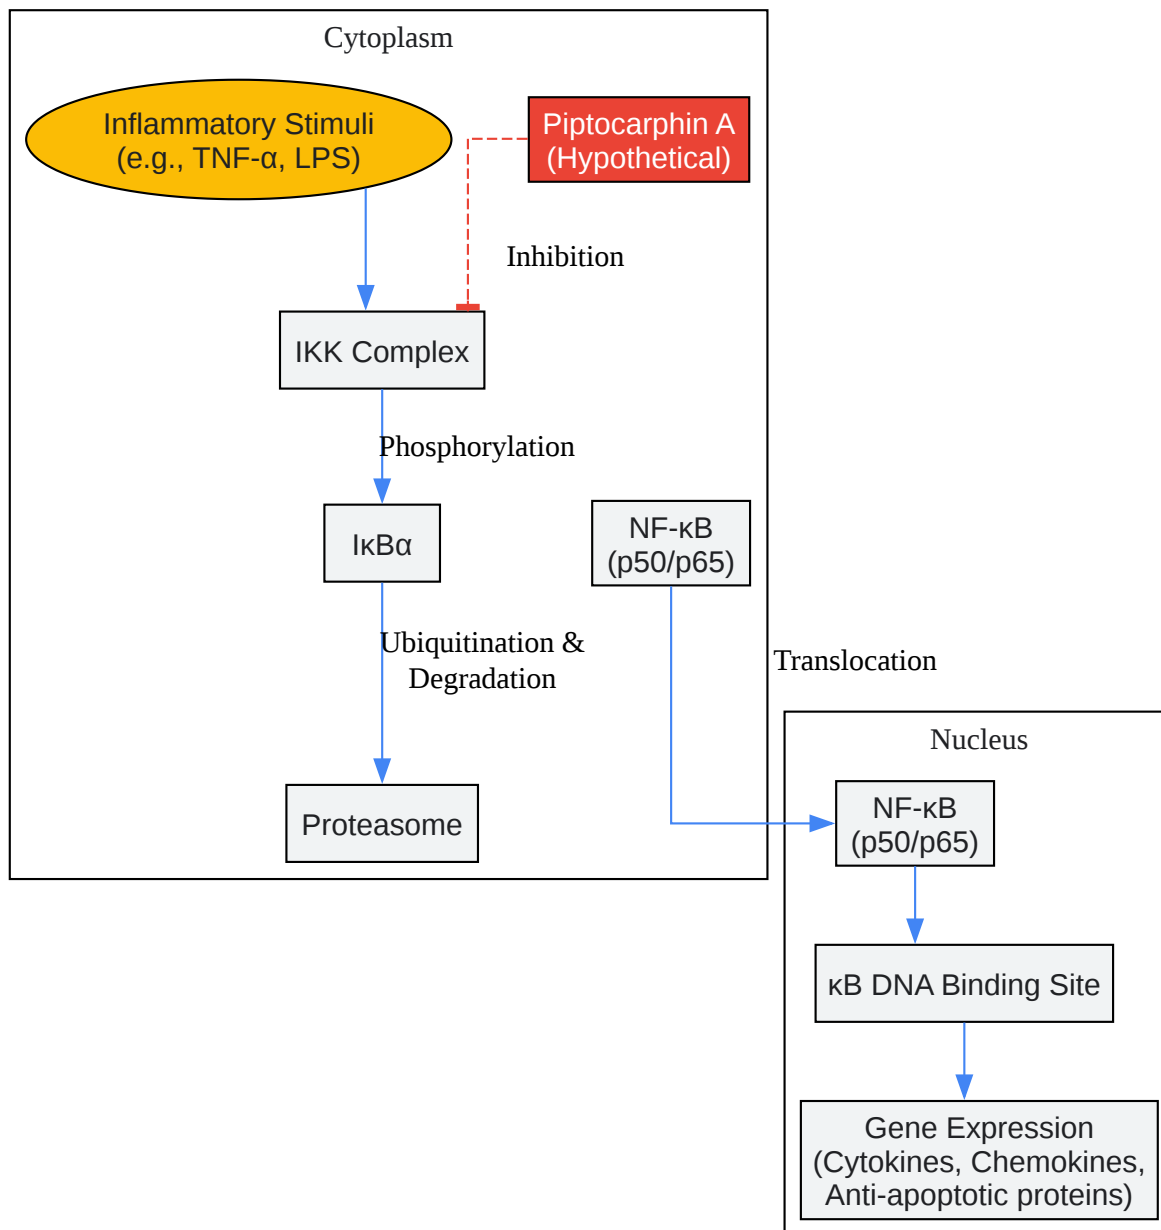 Cytoplasm
Inflammatory Stimuli
(e.g., TNF-α, LPS)
Piptocarphin A
(Hypothetical)
Inhibition
IKK Complex
Phosphorylation
IκBα
NF-κB
(p50/p65)
Ubiquitination &
Degradation
Translocation
Proteasome
Nucleus
NF-κB
(p50/p65)
κB DNA Binding Site
Gene Expression
(Cytokines, Chemokines,
Anti-apoptotic proteins)